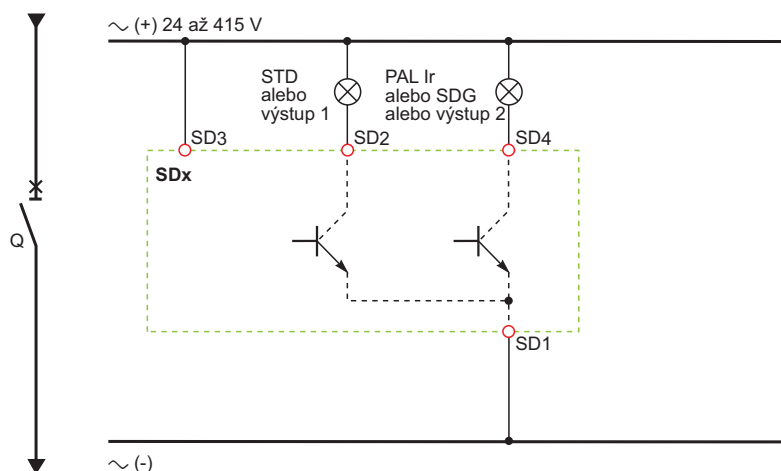 ∼ (+) 24 až 415 V
STD
alebo
výstup 1
PAL Ir
alebo SDG
alebo výstup 2
SD3
SD2
SD4
SDx
Q
SD1
∼ (-)